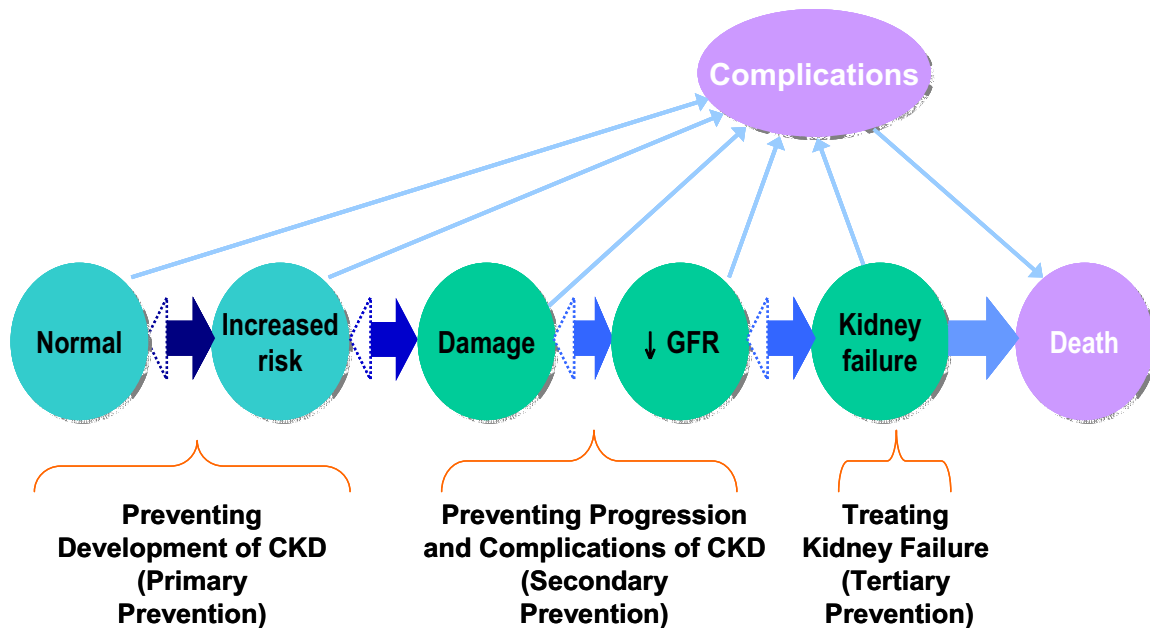 Complications
Normal
Increased
risk
Damage
↓ GFR
Kidney
failure
Death
Preventing
Development of CKD
(Primary
Prevention)
Preventing Progression
and Complications of CKD
(Secondary
Prevention)
Treating
Kidney Failure
(Tertiary
Prevention)